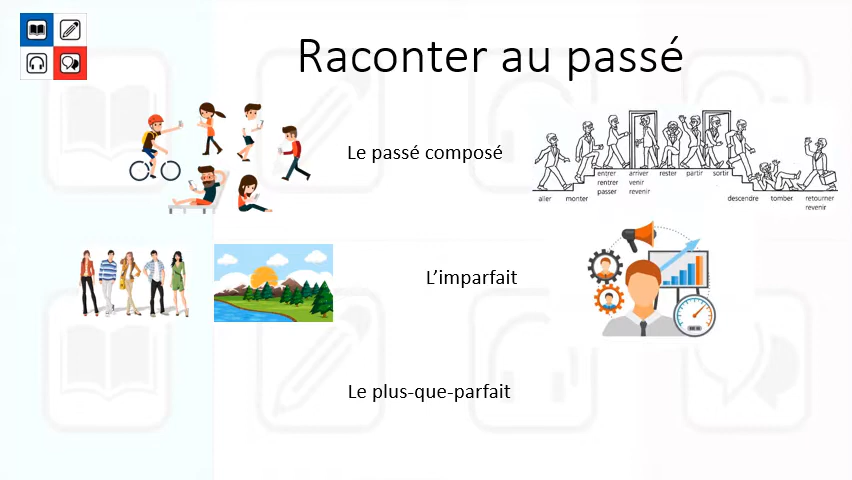 Raconter au passé
Le passé composé
aller
monter
entrer
rentrer
passer
arriver
venir
revenir
rester
partir
sortir
descendre
tomber
retourner
revenir
L'imparfait
Le plus-que-parfait